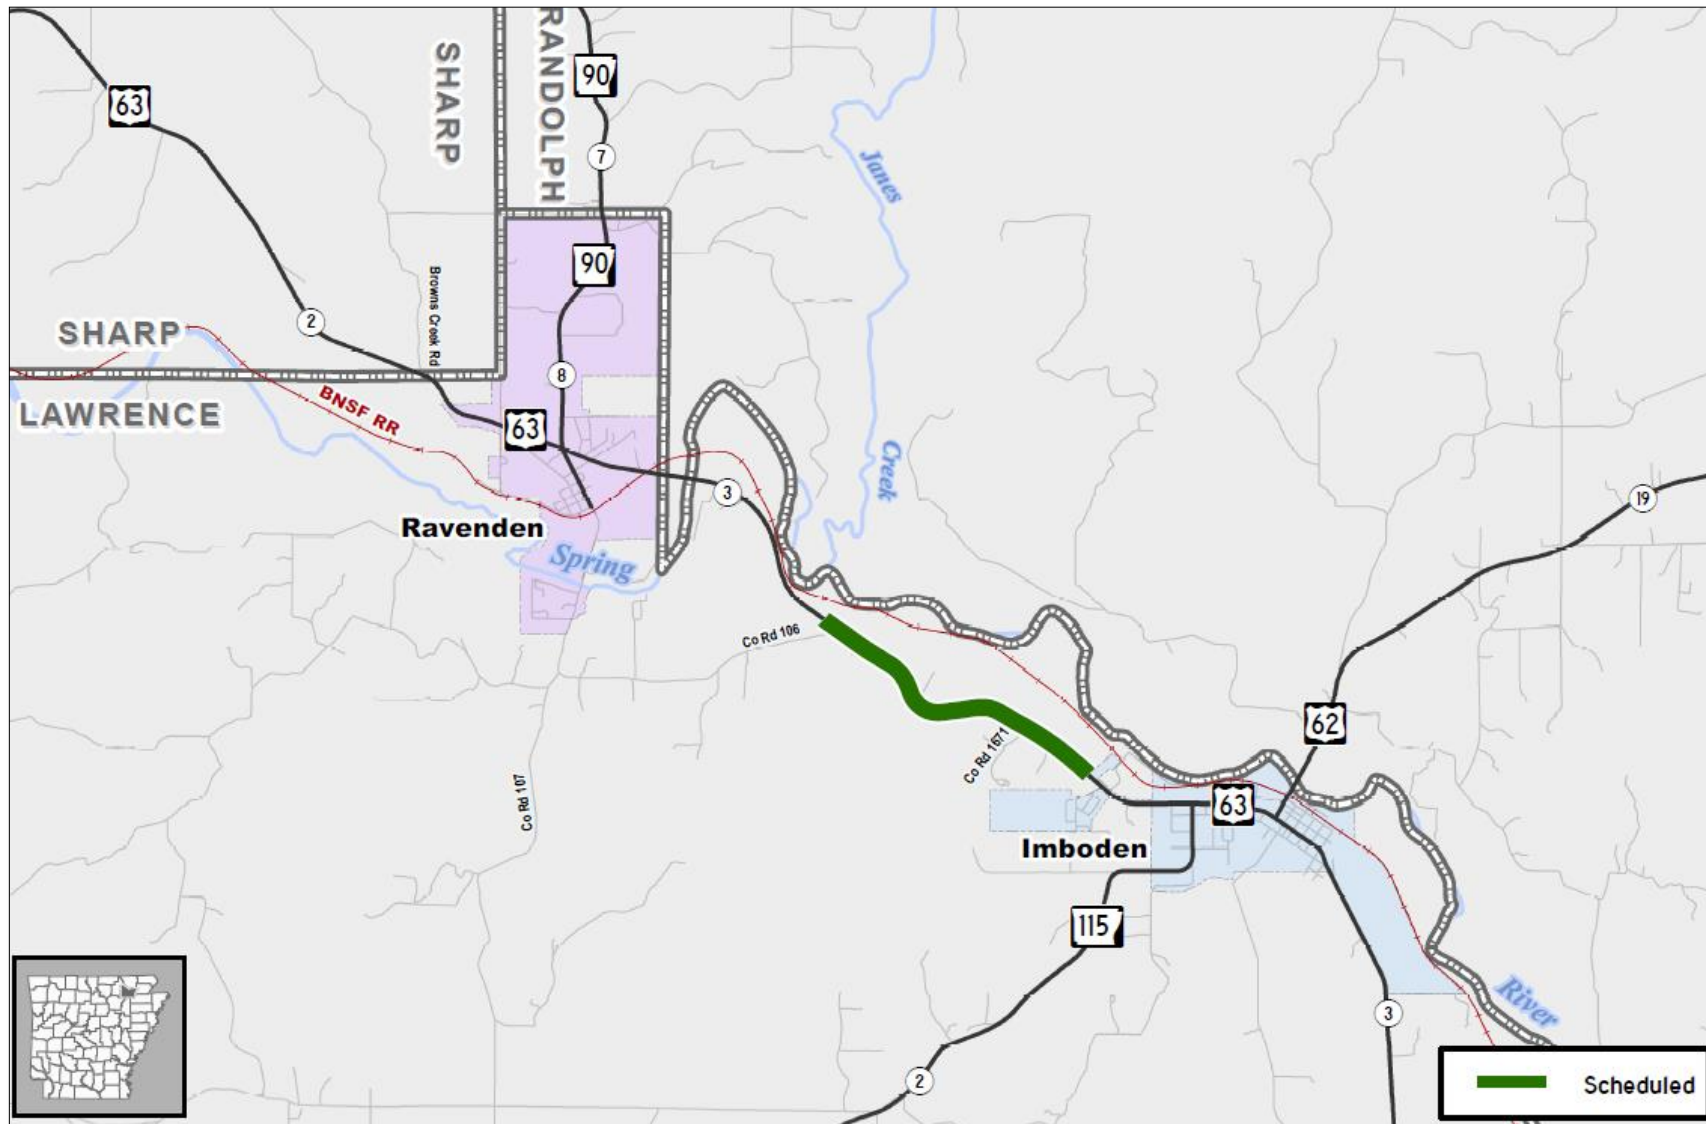 RANDOLPH
SHARP
90
63
7
Janes
90
Browns Creek Rd
2
SHARP
8
BNSF RR
LAWRENCE
63
Creek
3
19
Ravenden
Spring
Co Rd 106
62
Co Rd 1671
Co Rd 107
63
Imboden
115
River
3
2
Scheduled